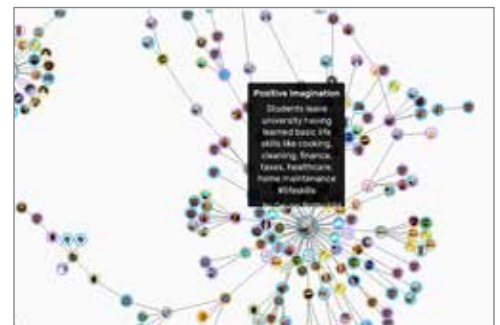 Positive Imagination
Students leave
university having
learned basic life
skills like cooking,
cleaning, finance,
taxes, healthcare,
home maintenance
#lifeskills